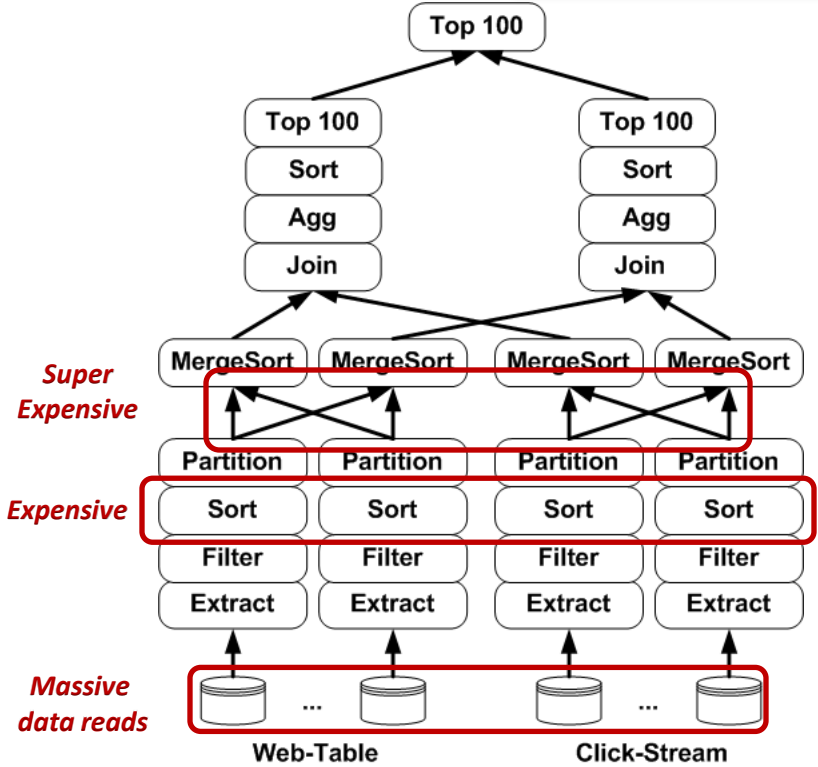 Top 100
Top 100
Top 100
Sort
Sort
Agg
Agg
Join
Join
MergeSort
MergeSort
MergeSort
MergeSort
Super
Expensive
Partition
Partition
Partition
Partition
Expensive
Sort
Sort
Sort
Sort
Filter
Filter
Filter
Filter
Extract
Extract
Extract
Extract
Massive
data reads
...
...
Web-Table
Click-Stream